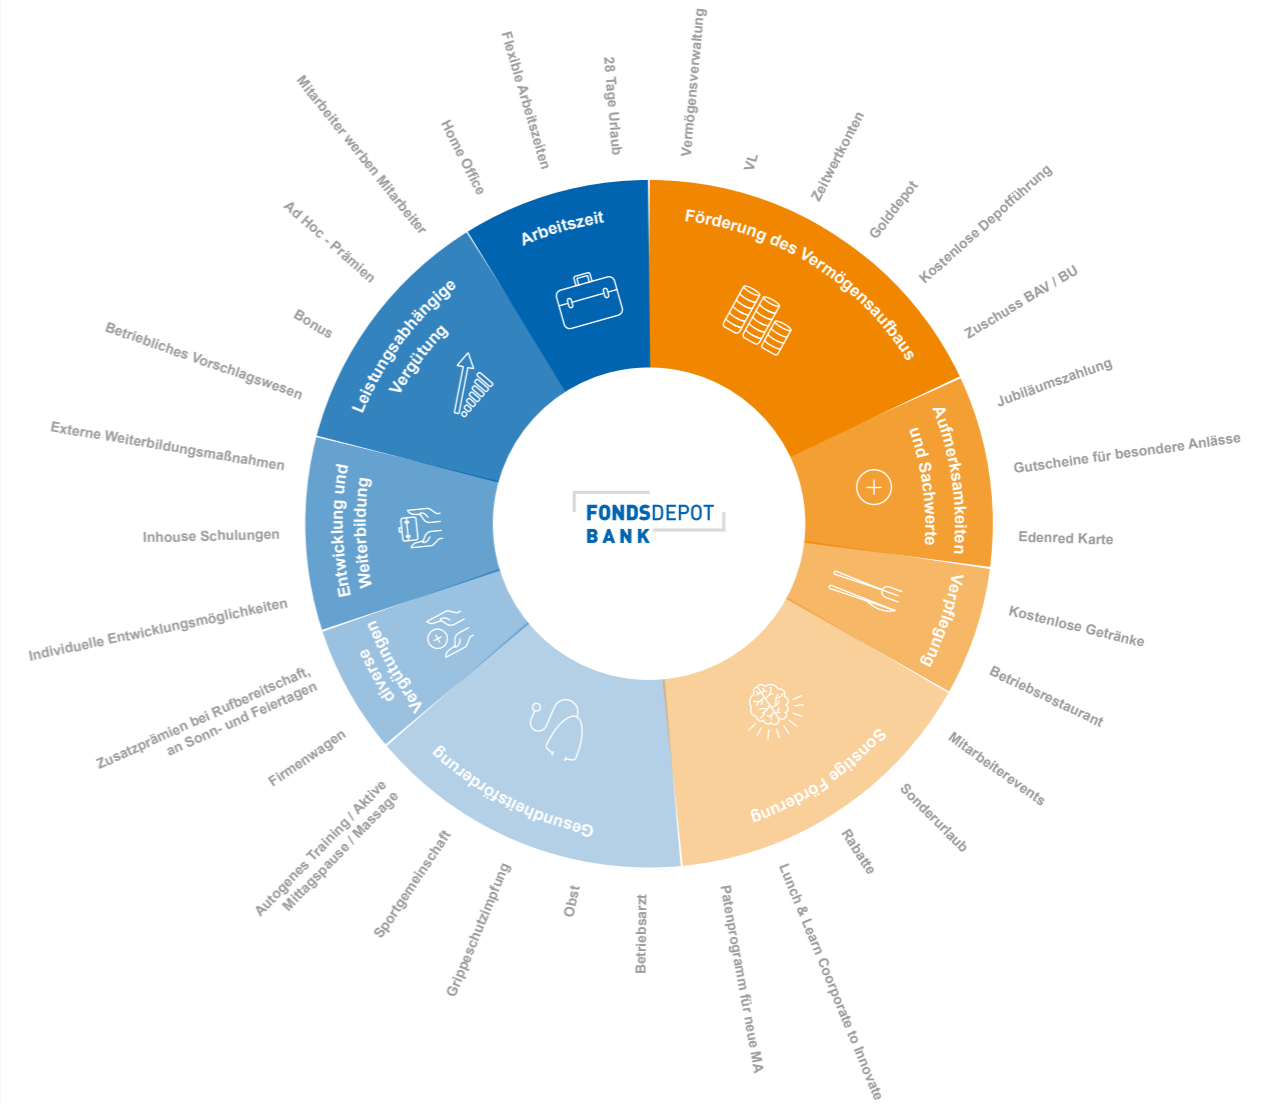 FONDSDEPOT
BANK
Förderung des Vermögensaufbaus
Vermögensverwaltung
VL
Zeitwertkonten
Golddepot
Kostenlose Depotführung
Zuschuss BAV / BU
Aufmerksamkeiten
und Sachwerte
Jubiläumszahlung
Gutscheine für besondere Anlässe
Edenred Karte
Verpflegung
Kostenlose Getränke
Betriebsrestaurant
Sonstige Förderung
Mitarbeiterevents
Sonderurlaub
Rabatte
Lunch & Learn Coorporate to Innovate
Patenprogramm für neue MA
Gesundheitsförderung
Betriebsarzt
Obst
Grippeschutzimpfung
Sportgemeinschaft
Autogenes Training / Aktive
Mittagspause / Massage
diverse
Vergütungen
Firmenwagen
Zusatzprämien bei Rufbereitschaft,
an Sonn- und Feiertagen
Entwicklung und
Weiterbildung
Individuelle Entwicklungsmöglichkeiten
Inhouse Schulungen
Externe Weiterbildungsmaßnahmen
Leistungsabhängige
Vergütung
Betriebliches Vorschlagswesen
Bonus
Ad Hoc - Prämien
Mitarbeiter werben Mitarbeiter
Arbeitszeit
Home Office
Flexible Arbeitszeiten
28 Tage Urlaub